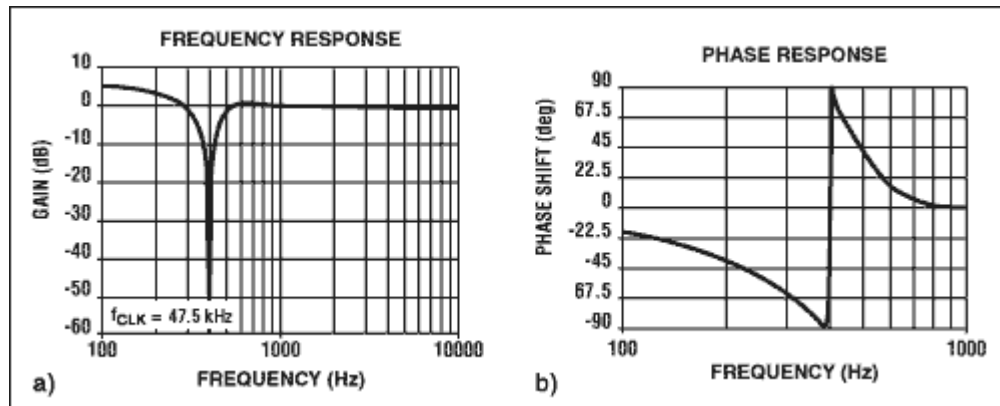 FREQUENCY RESPONSE
GAIN (dB)
10
0
-10
-20
-30
-40
-50
-60
fCLK = 47.5 kHz
100
1000
10000
FREQUENCY (Hz)
a)
PHASE RESPONSE
PHASE SHIFT (deg)
90
67.5
45
22.5
0
-22.5
-45
67.5
-90
100
1000
FREQUENCY (Hz)
b)